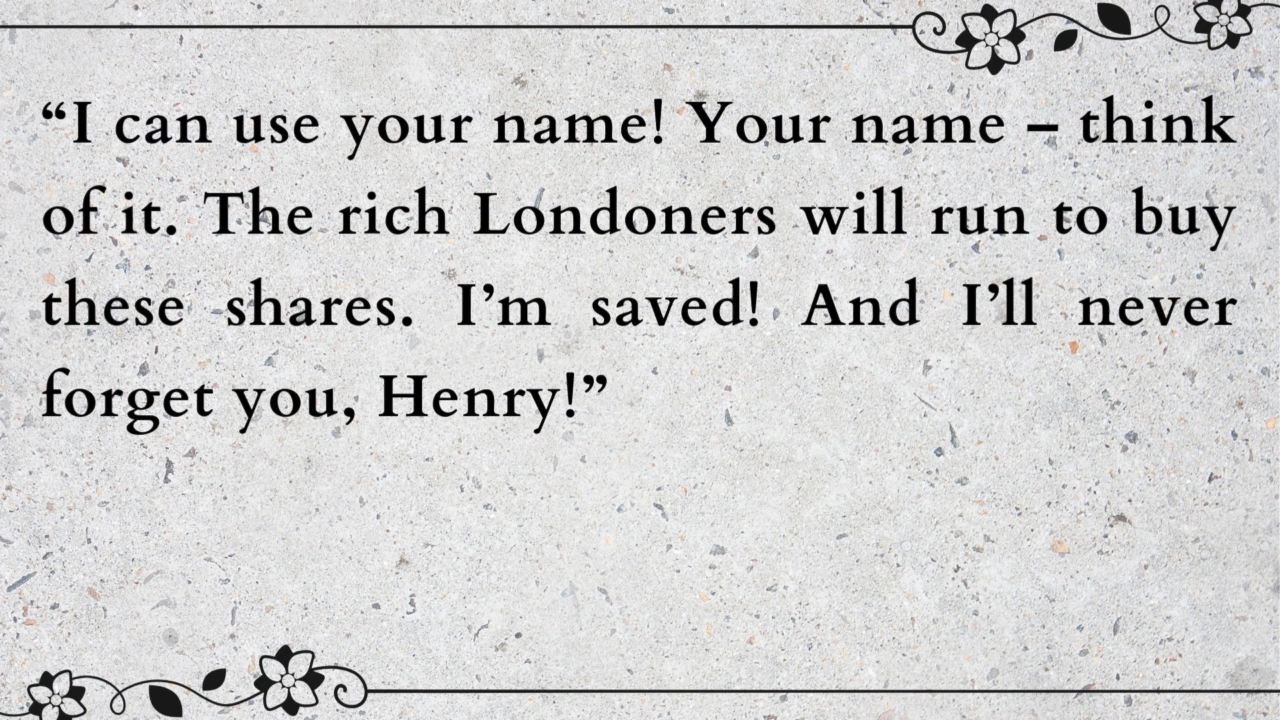 “I can use your name! Your name – think
of it. The rich Londoners will run to buy
these shares. I’m saved! And I’ll never
forget you, Henry!”